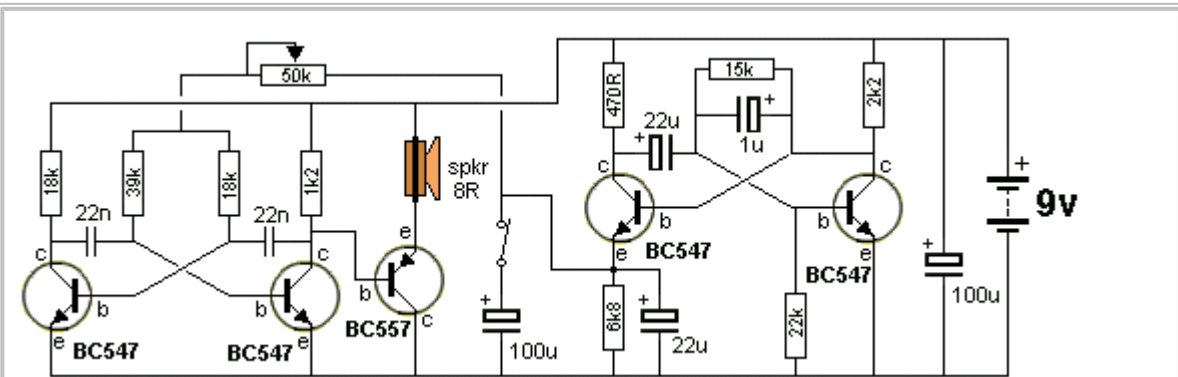 50k
470R
15k
2k2
22u
+
+
1u
18k
39k
18k
1k2
spkr
8R
22n
22n
c
c
e
c
c
b
b
b
b
b
e
e
c
e
e
BC547
BC547
BC557
BC547
BC547
+
9v
+
100u
6k8
+
22u
22k
+
100u